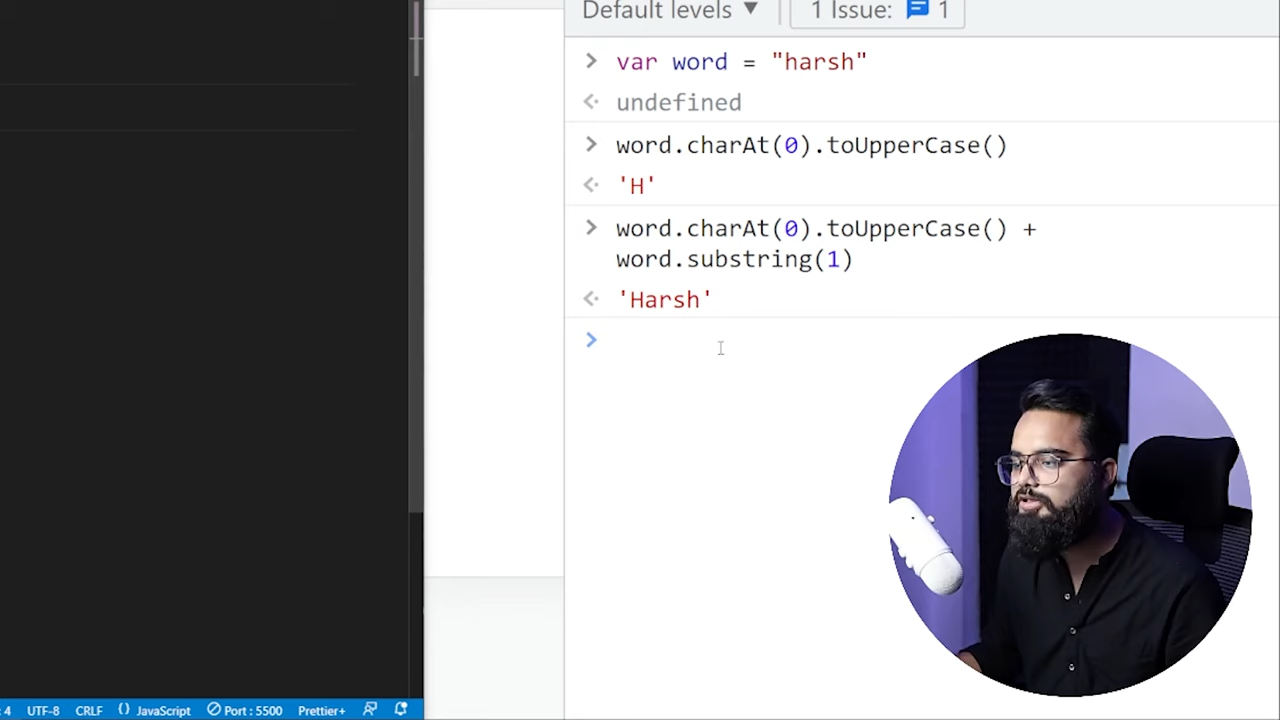 Default levels ▼ 1 Issue: 1
> var word = "harsh"
undefined
> word.charAt(0).toUpperCase()
'H'
> word.charAt(0).toUpperCase() +
word.substring(1)
'Harsh'
>
: 4 UTF-8 CRLF {} JavaScript Port : 5500 Prettier+